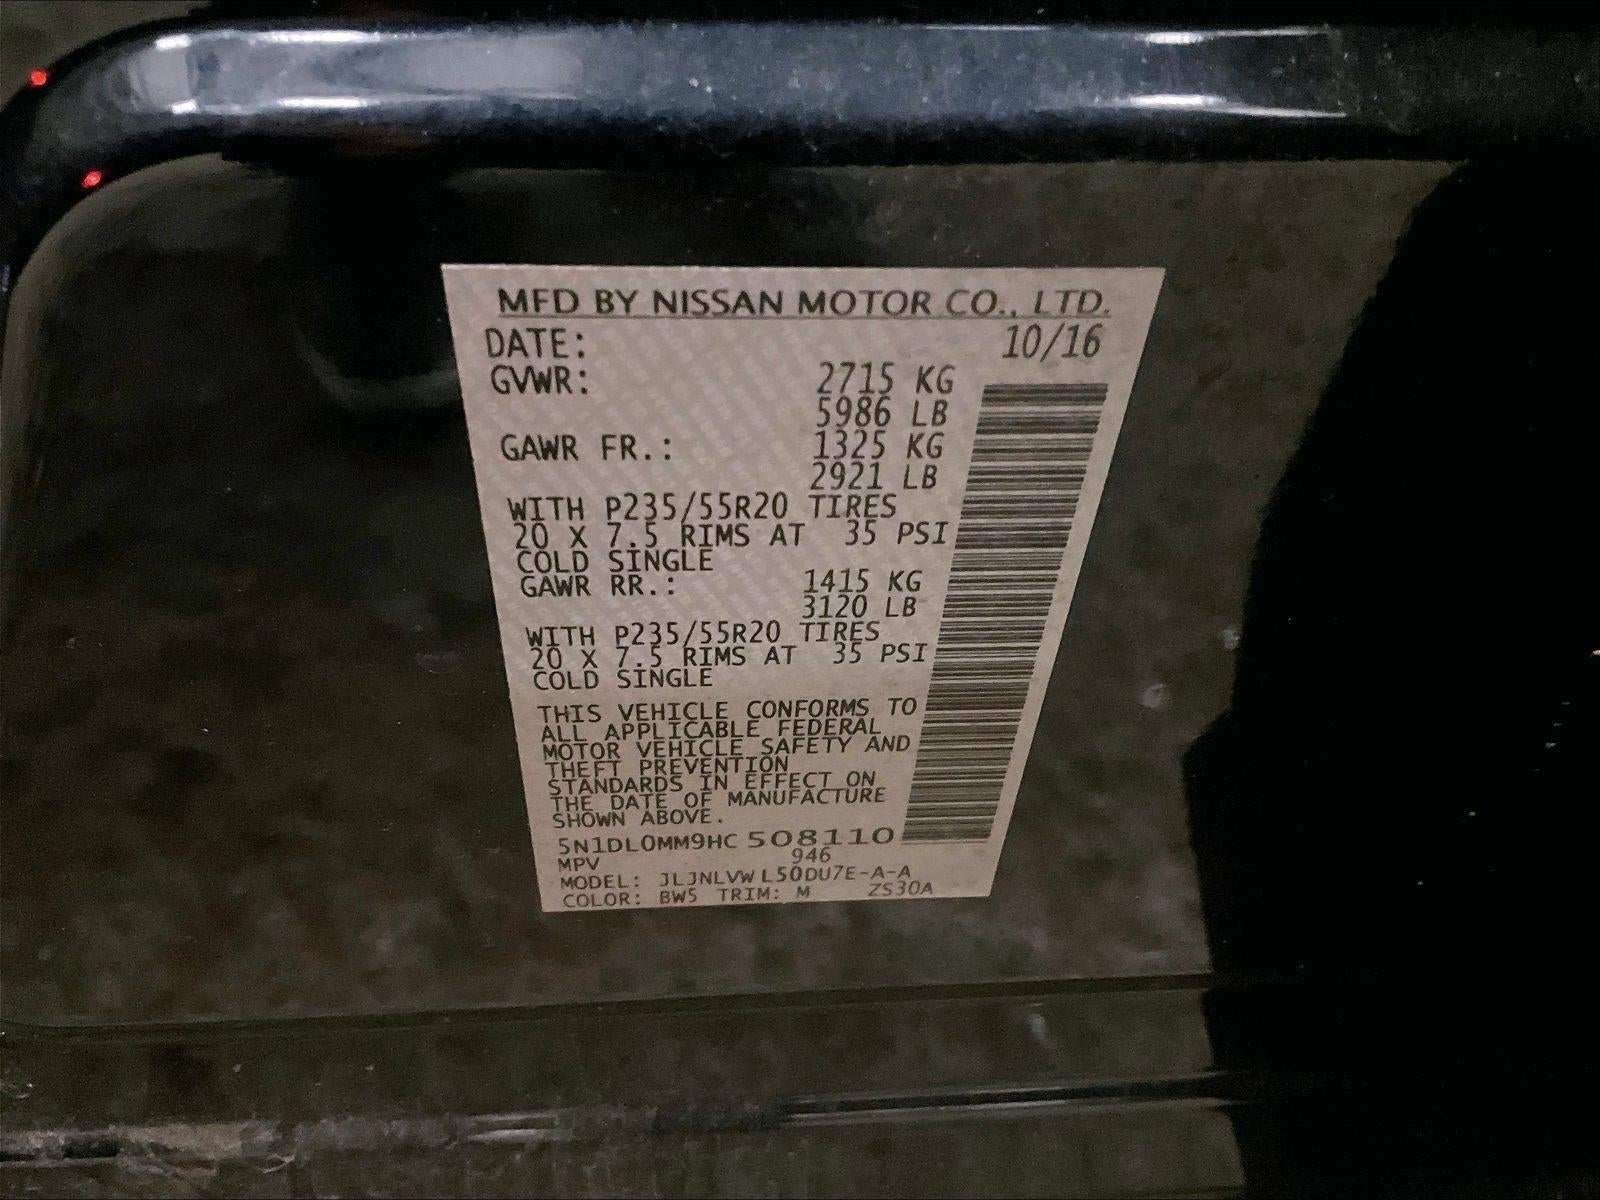 MFD BY NISSAN MOTOR CO., LTD.
DATE: 10/16
GVWR: 2715 KG
5986 LB
GAWR FR.: 1325 KG
2921 LB
WITH P235/55R20 TIRES
20 X 7.5 RIMS AT 35 PSI
COLD SINGLE
GAWR RR.: 1415 KG
3120 LB
WITH P235/55R20 TIRES
20 X 7.5 RIMS AT 35 PSI
COLD SINGLE
THIS VEHICLE CONFORMS TO
ALL APPLICABLE FEDERAL
MOTOR VEHICLE SAFETY AND
THEFT PREVENTION
STANDARDS IN EFFECT ON
THE DATE OF MANUFACTURE
SHOWN ABOVE.
5N1DL0MM9HC508110
MPV 946
MODEL: JLJNLVWL50DU7E-A-A
COLOR: BW5 TRIM: M ZS30A